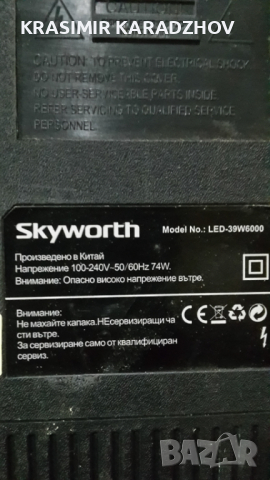 KRASIMIR KARADZHOV
CAUTION: TO PREVENT ELECTRICAL SHOCK
DO NOT REMOVE THIS COVER.
NO USER-SERVICEABLE PARTS INSIDE.
REFER SERVICING TO QUALIFIED SERVICE
PERSONNEL.
Skyworth Model No.: LED-39W6000
Произведено в Китай
Напрежение 100-240V~50/60Hz 74W.
Внимание: Опасно високо напрежение вътре.
Внимание:
Не махайте капака.НЕсервизиращи ча
сти вътре.
За сервизиране само от квалифициран
сервиз.
BAZAR